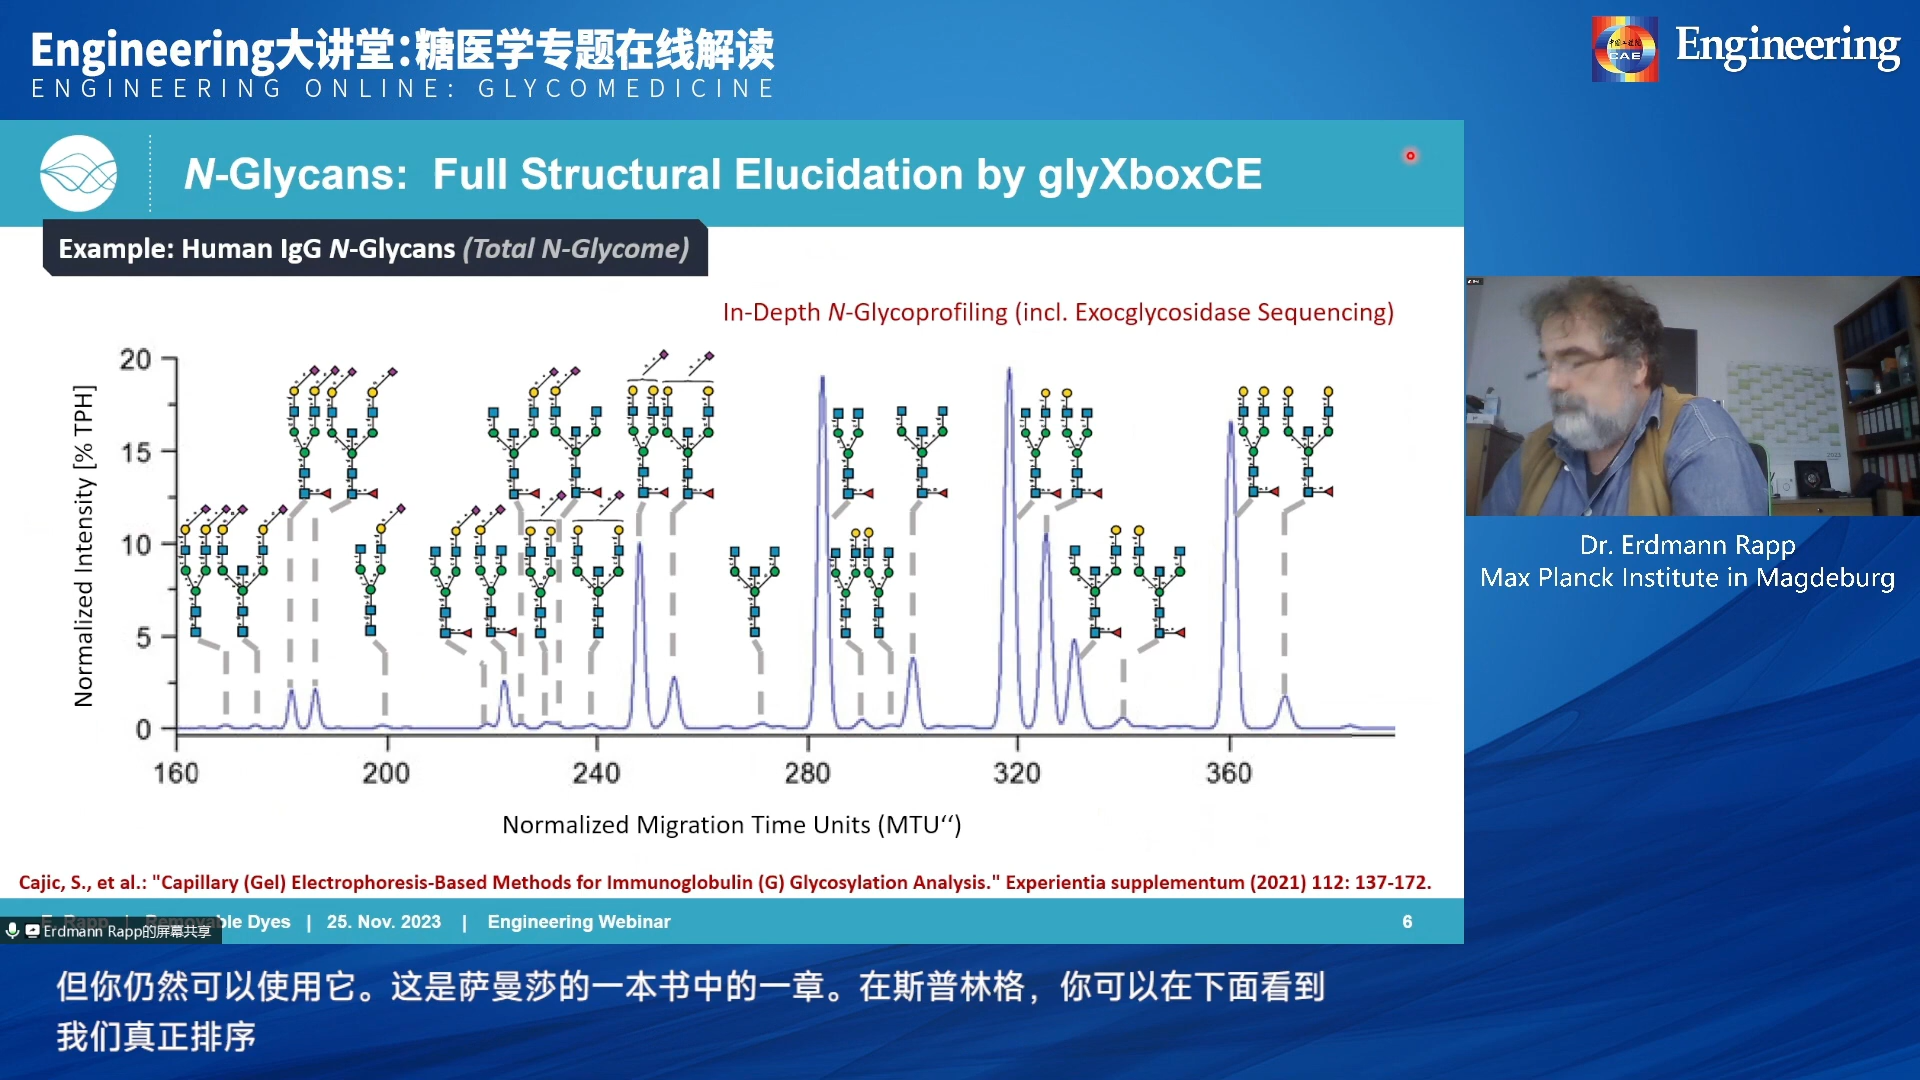 Engineering大讲堂:糖医学专题在线解读
ENGINEERING ONLINE: GLYCOMEDICINE
中国工程院
CAE
Engineering
N-Glycans: Full Structural Elucidation by glyXboxCE
Example: Human IgG N-Glycans (Total N-Glycome)
In-Depth N-Glycoprofiling (incl. Exocglycosidase Sequencing)
Normalized Intensity [% TPH]
20
15
10
5
0
160 200 240 280 320 360
Normalized Migration Time Units (MTU“)
Cajic, S., et al.: "Capillary (Gel) Electrophoresis-Based Methods for Immunoglobulin (G) Glycosylation Analysis." Experientia supplementum (2021) 112: 137-172.
E. Rapp | Removable Dyes | 25. Nov. 2023 | Engineering Webinar 6
Erdmann Rapp的屏幕共享
Dr. Erdmann Rapp
Max Planck Institute in Magdeburg
但你仍然可以使用它。这是萨曼莎的一本书中的一章。在斯普林格，你可以在下面看到
我们真正排序